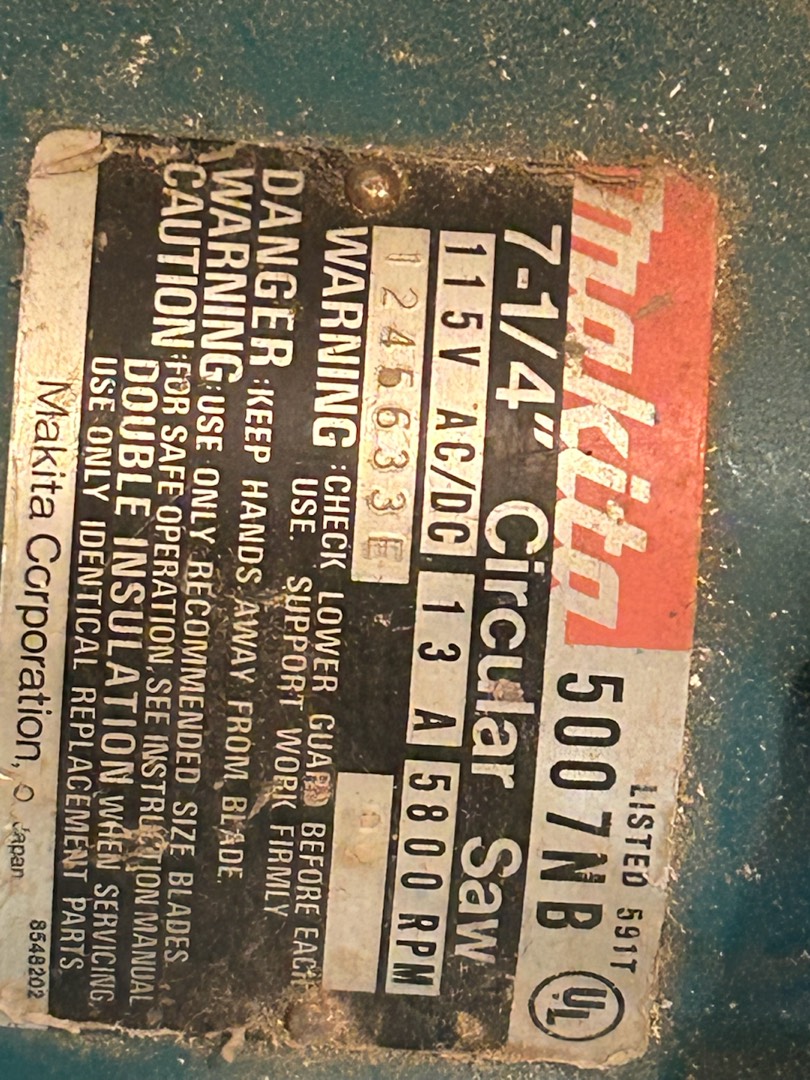 makita 5007NB
LISTED 591T
UL
7-1/4" Circular Saw
115V AC/DC 13 A 5800 RPM
1245633E
WARNING :CHECK LOWER GUARD BEFORE EACH
USE. SUPPORT WORK FIRMLY
DANGER :KEEP HANDS AWAY FROM BLADE.
WARNING:USE ONLY RECOMMENDED SIZE BLADES
CAUTION:FOR SAFE OPERATION, SEE INSTRUCTION MANUAL
DOUBLE INSULATION WHEN SERVICING,
USE ONLY IDENTICAL REPLACEMENT PARTS
Makita Corporation, Japan 8548202